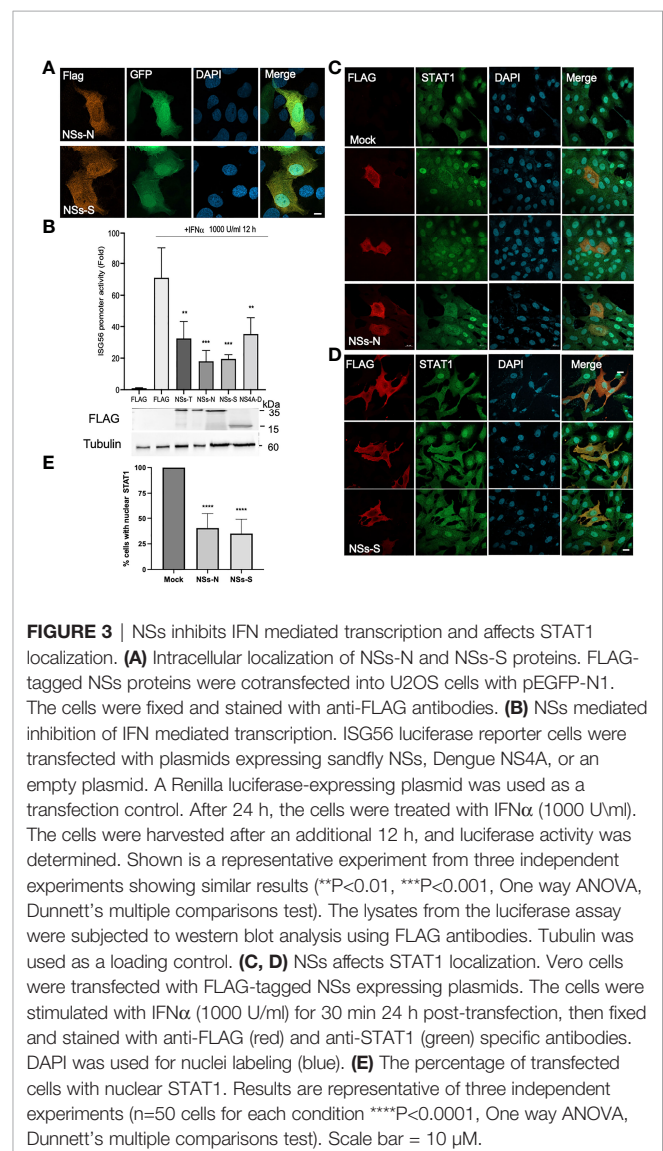 A
Flag
GFP
DAPI
Merge
NSs-N
NSs-S
B
+IFNα 1000 U/ml 12 h
ISG56 promoter activity (Fold)
100
80
60
40
20
0
**
***
***
**
FLAG
FLAG
NSs-T
NSs-N
NSs-S
NS4A-D
kDa
FLAG
35
15
Tubulin
60
E
% cells with nuclear STAT1
100
75
50
25
0
****
****
Mock
NSs-N
NSs-S
C
FLAG
STAT1
DAPI
Merge
Mock
NSs-N
D
FLAG
STAT1
DAPI
Merge
NSs-S
FIGURE 3 | NSs inhibits IFN mediated transcription and affects STAT1
localization. (A) Intracellular localization of NSs-N and NSs-S proteins. FLAG-
tagged NSs proteins were cotransfected into U2OS cells with pEGFP-N1.
The cells were fixed and stained with anti-FLAG antibodies. (B) NSs mediated
inhibition of IFN mediated transcription. ISG56 luciferase reporter cells were
transfected with plasmids expressing sandfly NSs, Dengue NS4A, or an
empty plasmid. A Renilla luciferase-expressing plasmid was used as a
transfection control. After 24 h, the cells were treated with IFNα (1000 U\ml).
The cells were harvested after an additional 12 h, and luciferase activity was
determined. Shown is a representative experiment from three independent
experiments showing similar results (**P<0.01, ***P<0.001, One way ANOVA,
Dunnett's multiple comparisons test). The lysates from the luciferase assay
were subjected to western blot analysis using FLAG antibodies. Tubulin was
used as a loading control. (C, D) NSs affects STAT1 localization. Vero cells
were transfected with FLAG-tagged NSs expressing plasmids. The cells were
stimulated with IFNα (1000 U/ml) for 30 min 24 h post-transfection, then fixed
and stained with anti-FLAG (red) and anti-STAT1 (green) specific antibodies.
DAPI was used for nuclei labeling (blue). (E) The percentage of transfected
cells with nuclear STAT1. Results are representative of three independent
experiments (n=50 cells for each condition ****P<0.0001, One way ANOVA,
Dunnett's multiple comparisons test). Scale bar = 10 µM.